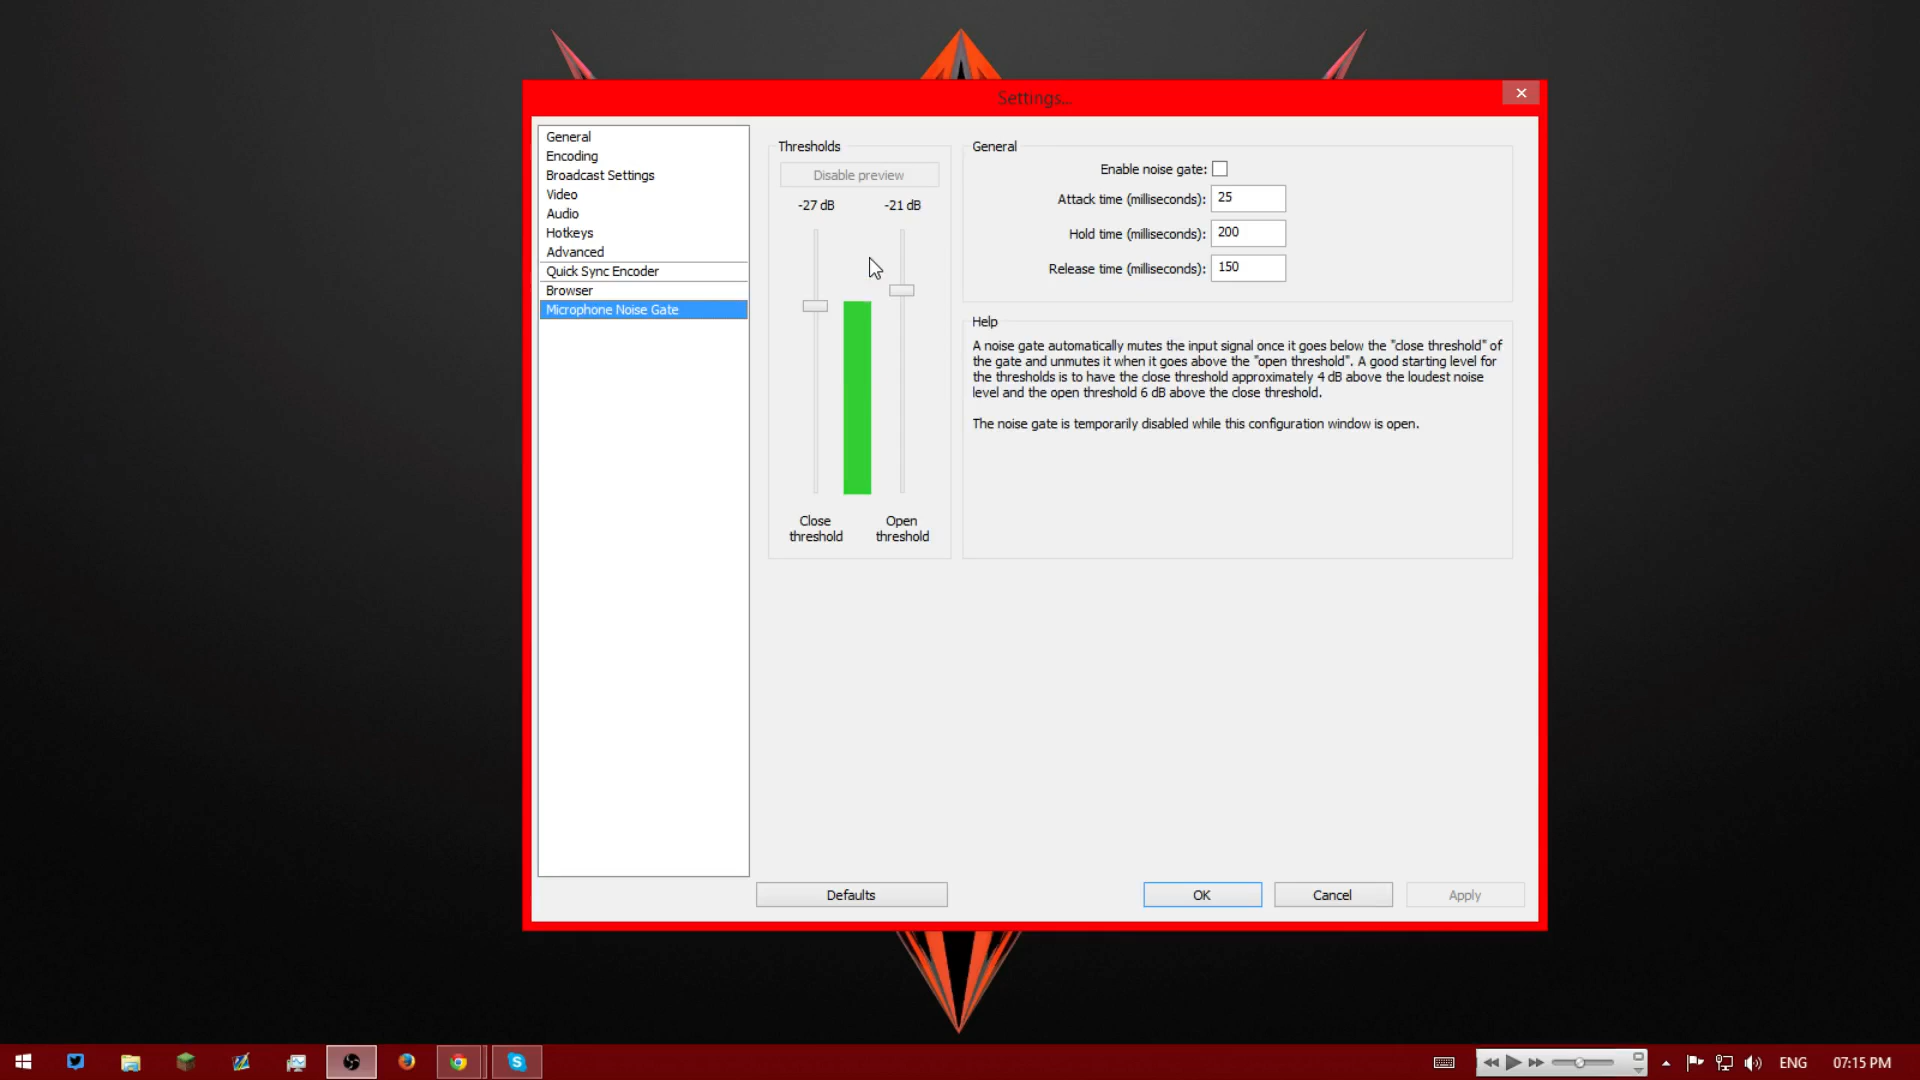 Settings...
General
Encoding
Broadcast Settings
Video
Audio
Hotkeys
Advanced
Quick Sync Encoder
Browser
Microphone Noise Gate
Thresholds
Disable preview
-27 dB
-21 dB
Close
threshold
Open
threshold
General
Enable noise gate:
Attack time (milliseconds): 25
Hold time (milliseconds): 200
Release time (milliseconds): 150
Help
A noise gate automatically mutes the input signal once it goes below the "close threshold" of
the gate and unmutes it when it goes above the "open threshold". A good starting level for
the thresholds is to have the close threshold approximately 4 dB above the loudest noise
level and the open threshold 6 dB above the close threshold.
The noise gate is temporarily disabled while this configuration window is open.
Defaults
OK
Cancel
Apply
ENG
07:15 PM